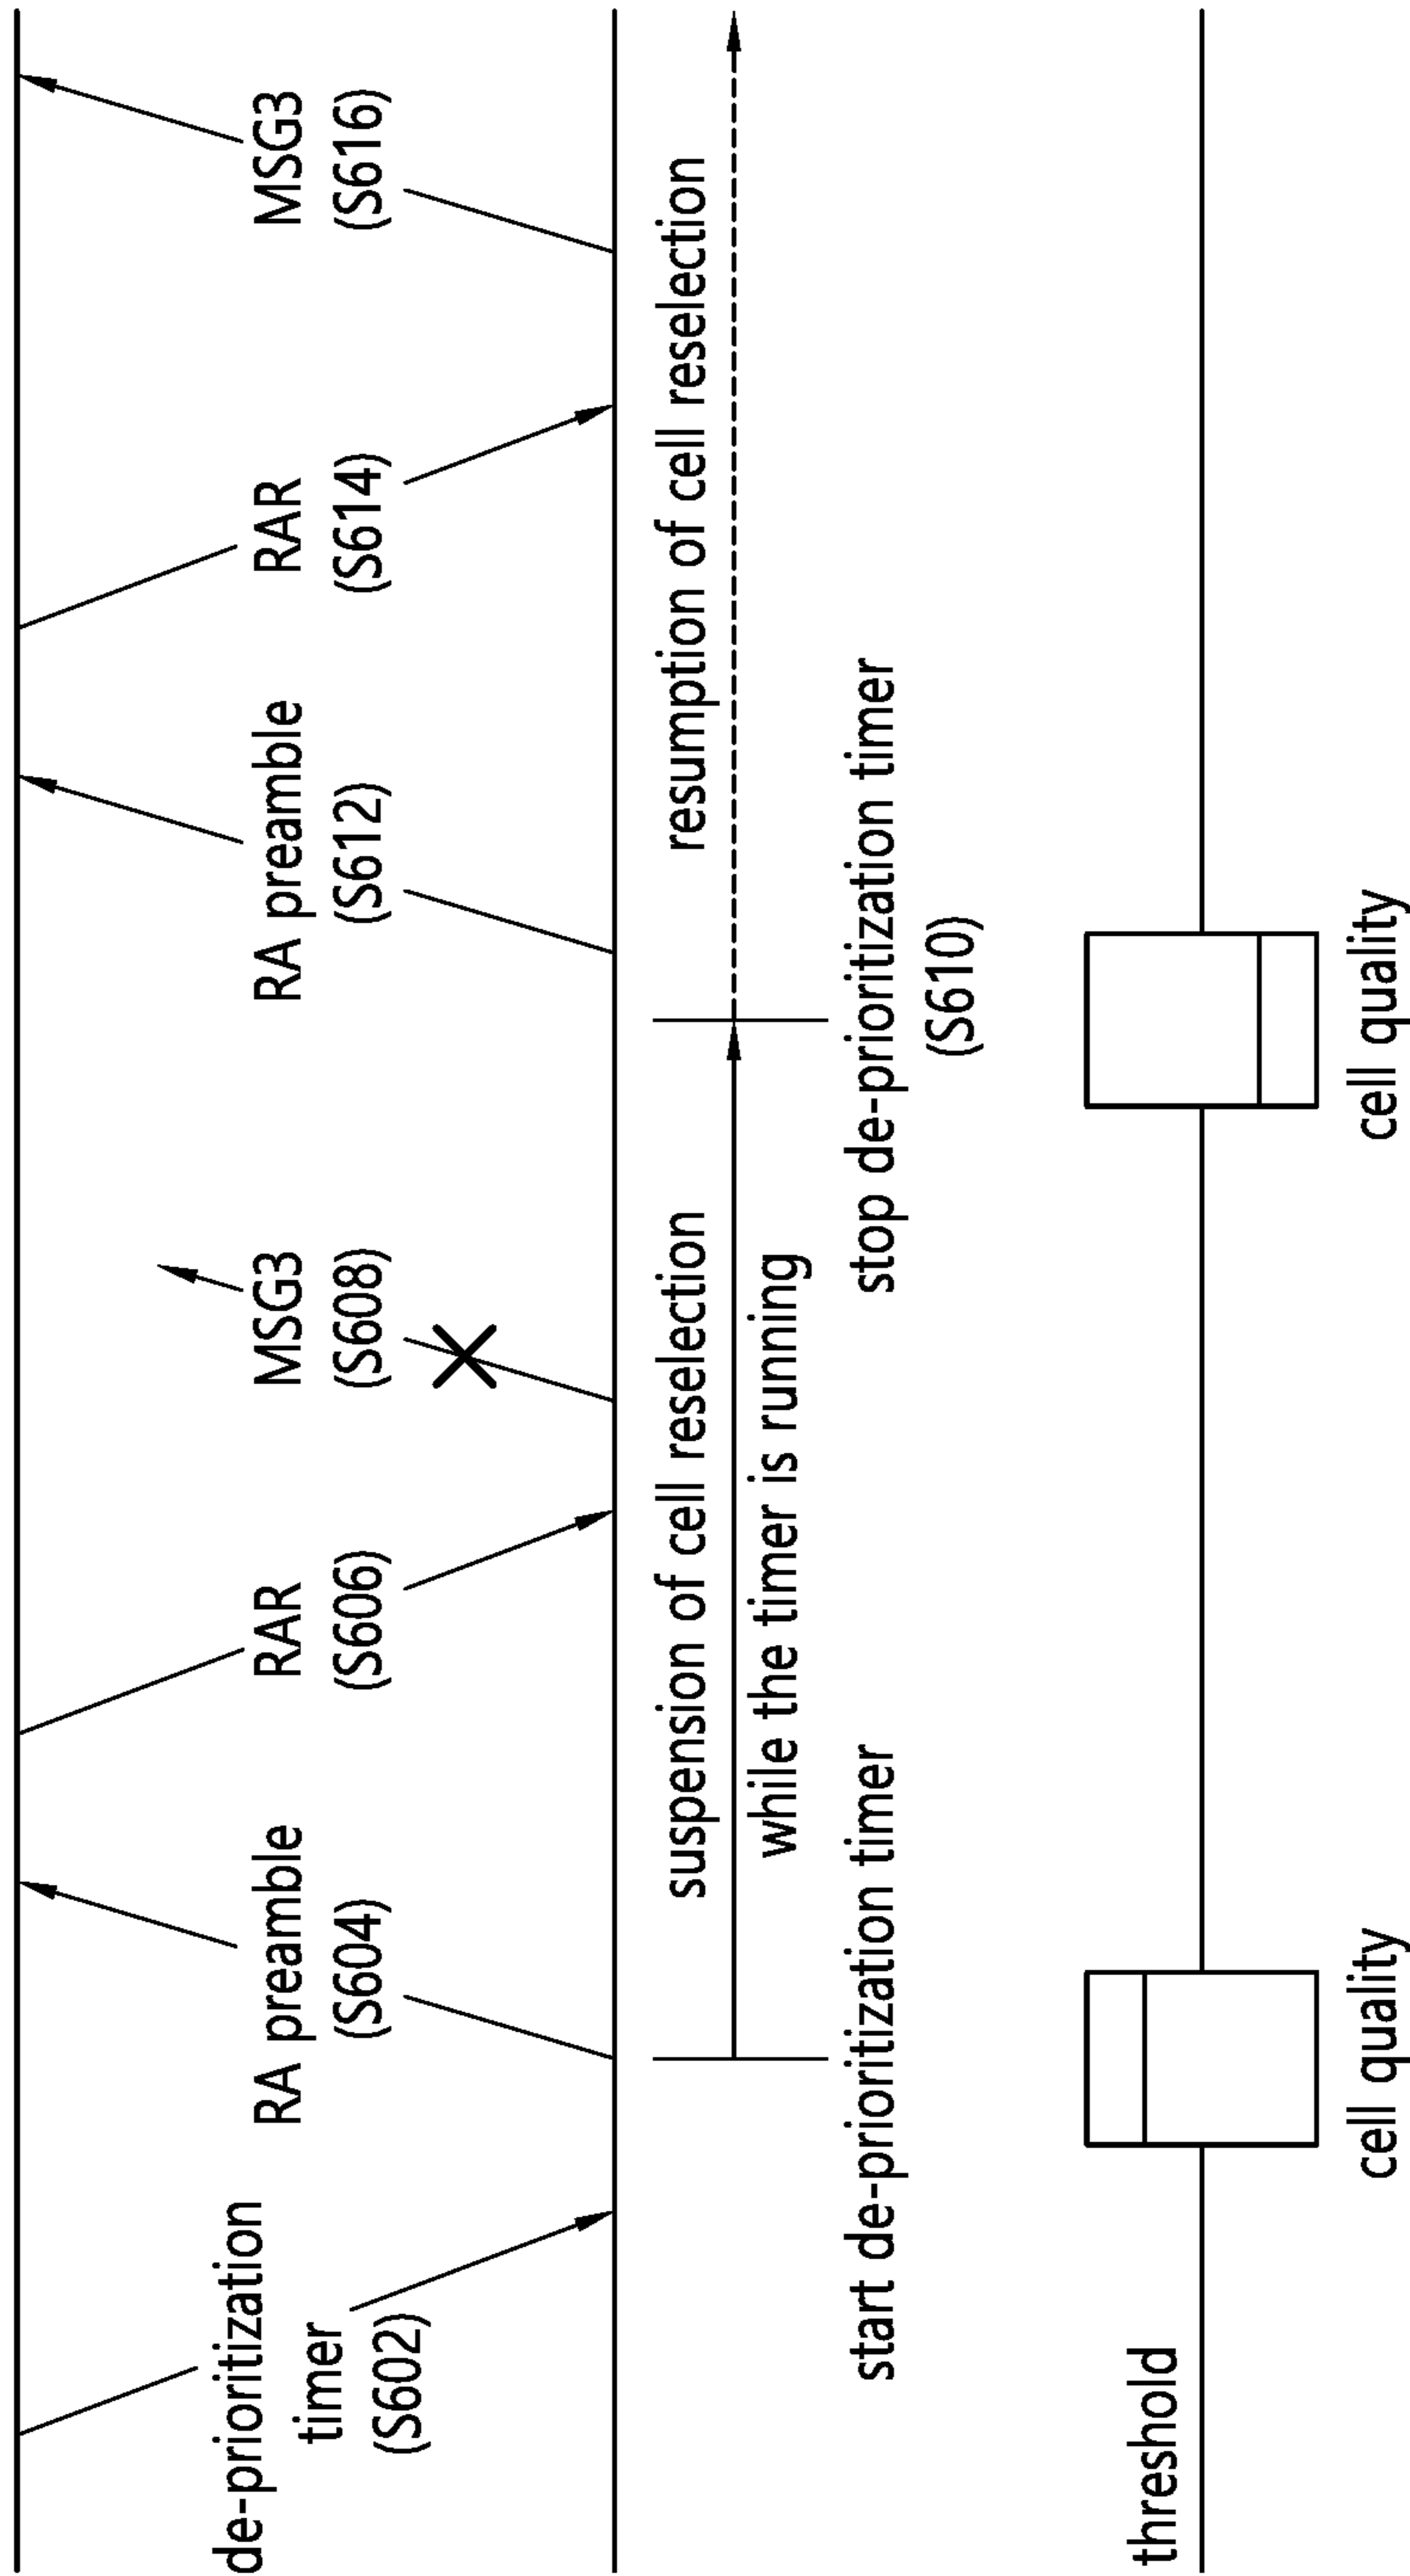 de-prioritization
timer
(S602)
RA preamble
(S604)
RAR
(S606)
MSG3
(S608)
RA preamble
(S612)
RAR
(S614)
MSG3
(S616)
suspension of cell reselection
while the timer is running
resumption of cell reselection
start de-prioritization timer
stop de-prioritization timer
(S610)
threshold
cell quality
cell quality